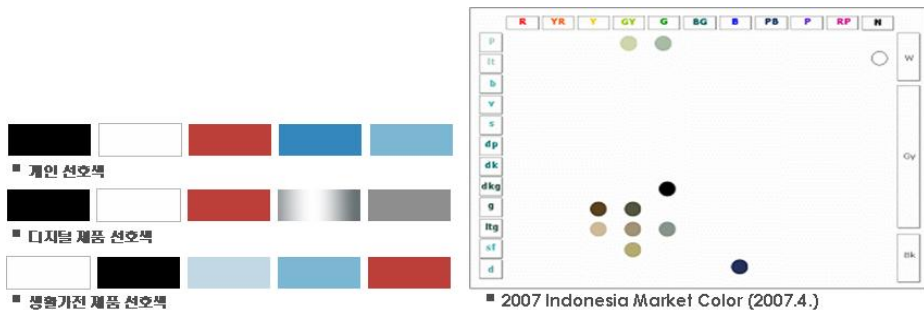 ■ 개인 선호색
■ 디지털 제품 선호색
■ 생활가전 제품 선호색
R YR Y GY G BG B PB P RP N
P
lt
b
v
s
dp
dk
dkg
g
ltg
sf
d
W
Gy
Bk
■ 2007 Indonesia Market Color (2007.4.)